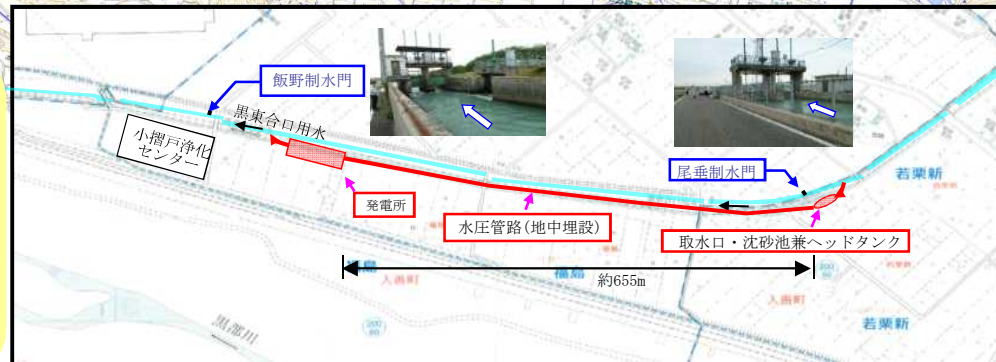 飯野制水門
黒東合口用水
小摺戸浄化
センター
発電所
水圧管路(地中埋設)
尾垂制水門
若栗新
取水口・沈砂池兼ヘッドタンク
約655m
福島
福島
入善町
入善町
若栗新
黒部川